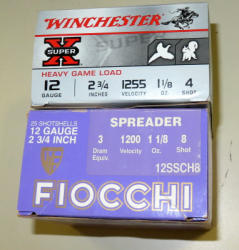 WINCHESTER
SUPER X
HEAVY GAME LOAD
12 2 3/4 1255 1 1/8 4
GAUGE INCHES VELOCITY OZ. SHOT
25 SHOTSHELLS
12 GAUGE
2 3/4 INCH
SPREADER
3 1200 1 1/8 8
Dram Equiv. Velocity Oz. Shot
12SSCH8
FIOCCHI